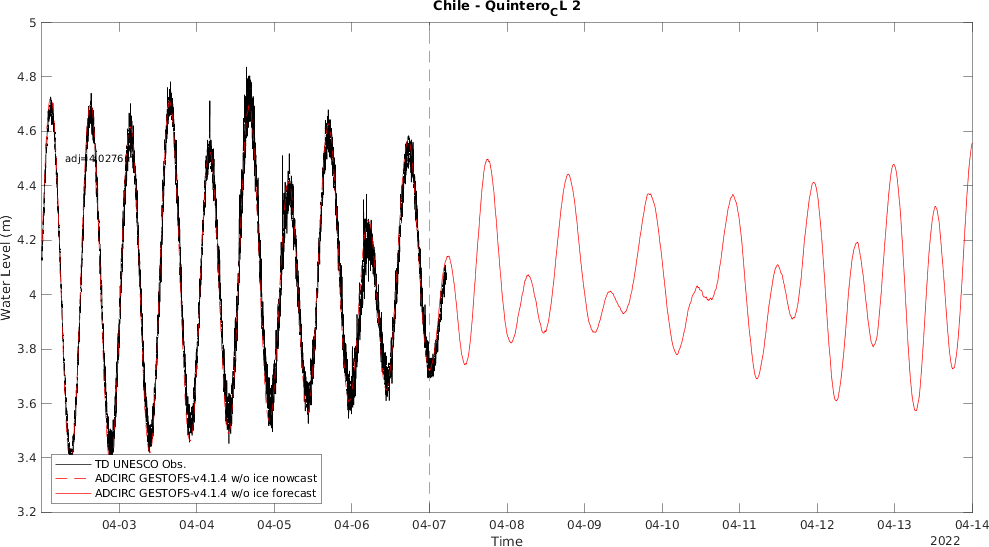 Chile - Quintero_CL 2
5
4.8
4.6
4.4
4.2
4
3.8
3.6
3.4
3.2
Water Level (m)
adj=4.0276
TD UNESCO Obs.
ADCIRC GESTOFS-v4.1.4 w/o ice nowcast
ADCIRC GESTOFS-v4.1.4 w/o ice forecast
04-03 04-04 04-05 04-06 04-07 04-08 04-09 04-10 04-11 04-12 04-13 04-14
Time
2022